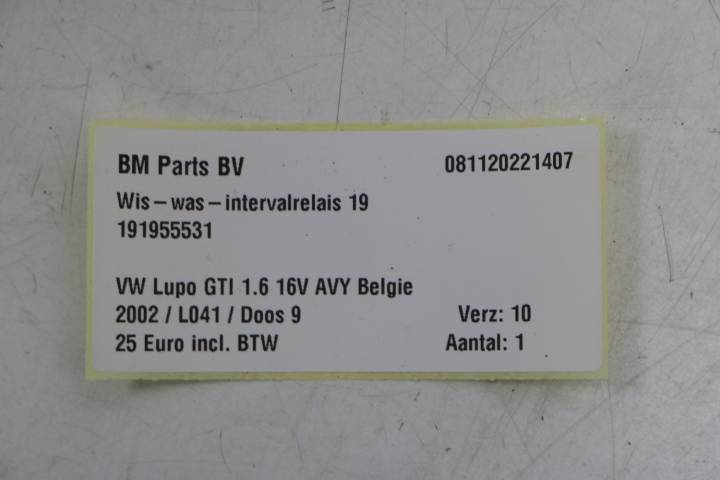 BM Parts BV 081120221407
Wis-was-intervalrelais 19
191955531
VW Lupo GTI 1.6 16V AVY Belgie
2002 / L041 / Doos 9 Verz: 10
25 Euro incl. BTW Aantal: 1